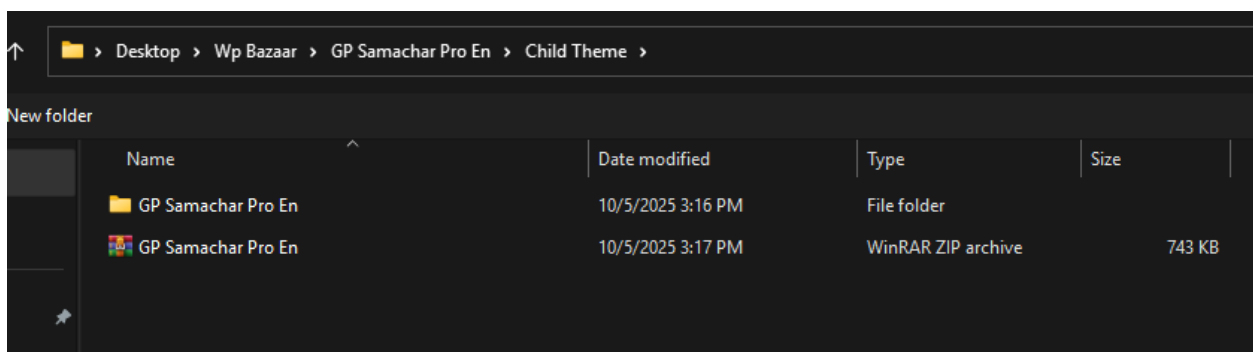 Desktop > Wp Bazaar > GP Samachar Pro En > Child Theme >
New folder
Name Date modified Type Size
GP Samachar Pro En 10/5/2025 3:16 PM File folder
GP Samachar Pro En 10/5/2025 3:17 PM WinRAR ZIP archive 743 KB